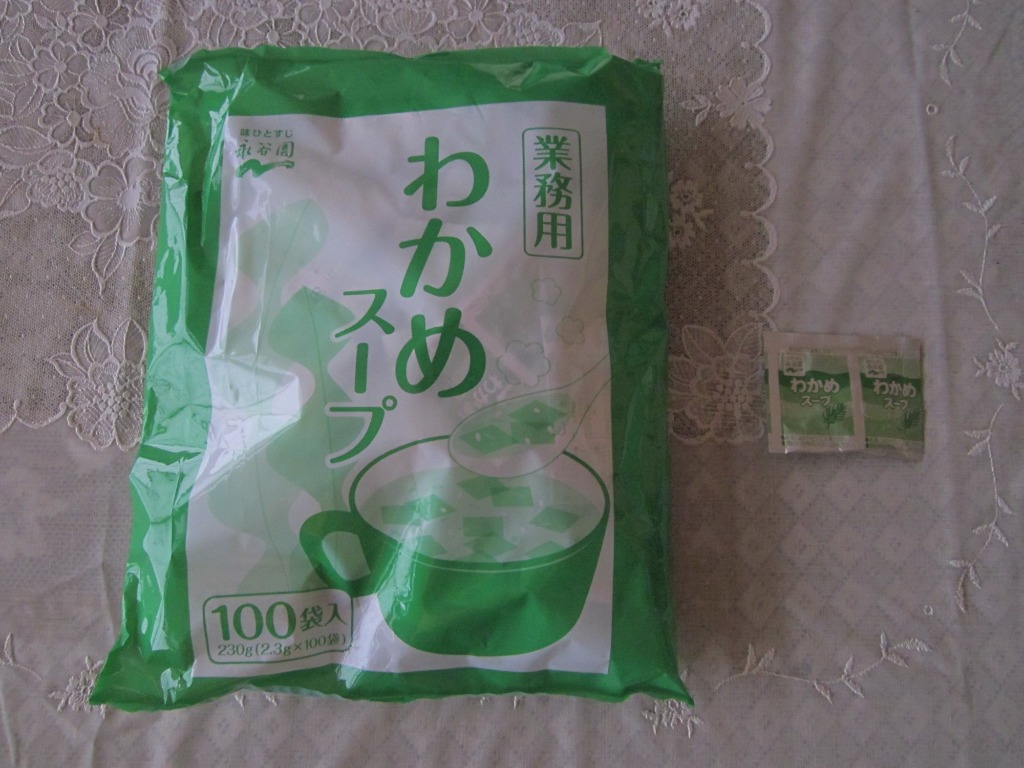 味ひとすじ
永谷園
業務用
わかめ
スープ
100袋入
230g(2.3g×100袋)
わかめ
スープ
わかめ
スープ